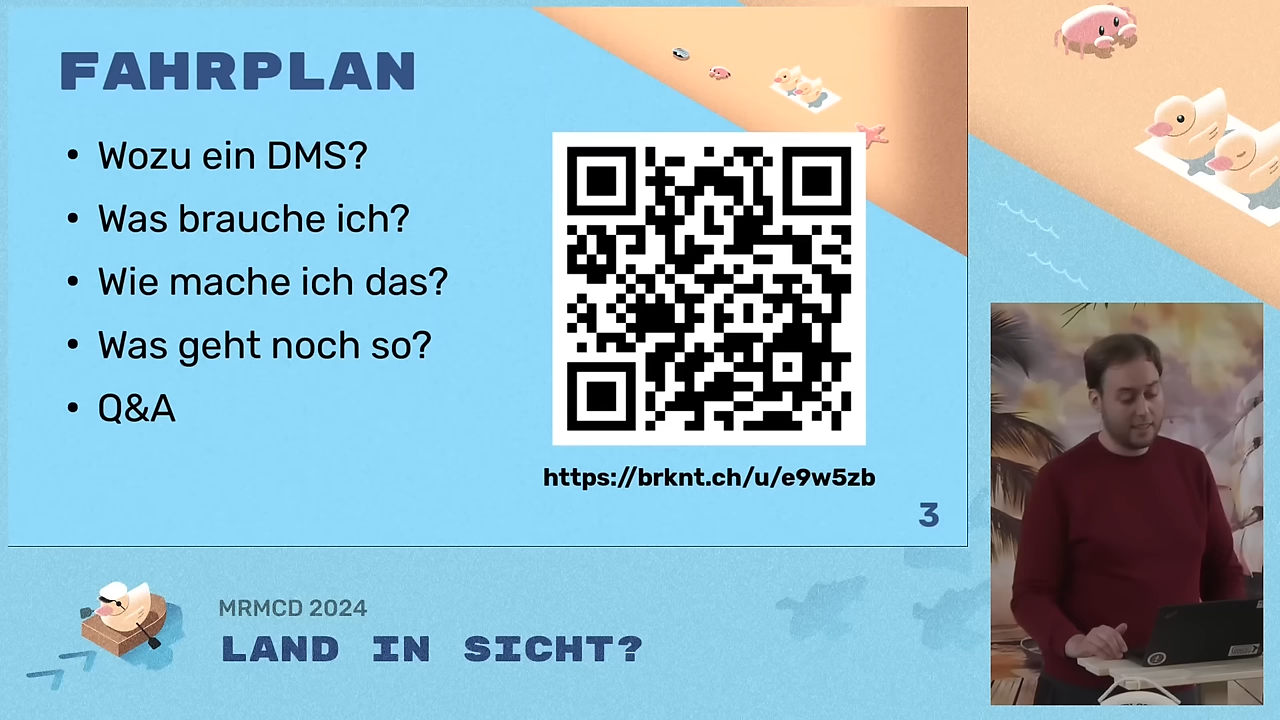 FAHRPLAN
• Wozu ein DMS?
• Was brauche ich?
• Wie mache ich das?
• Was geht noch so?
• Q&A
https://brknt.ch/u/e9w5zb
3
MRMCD 2024
LAND IN SICHT?